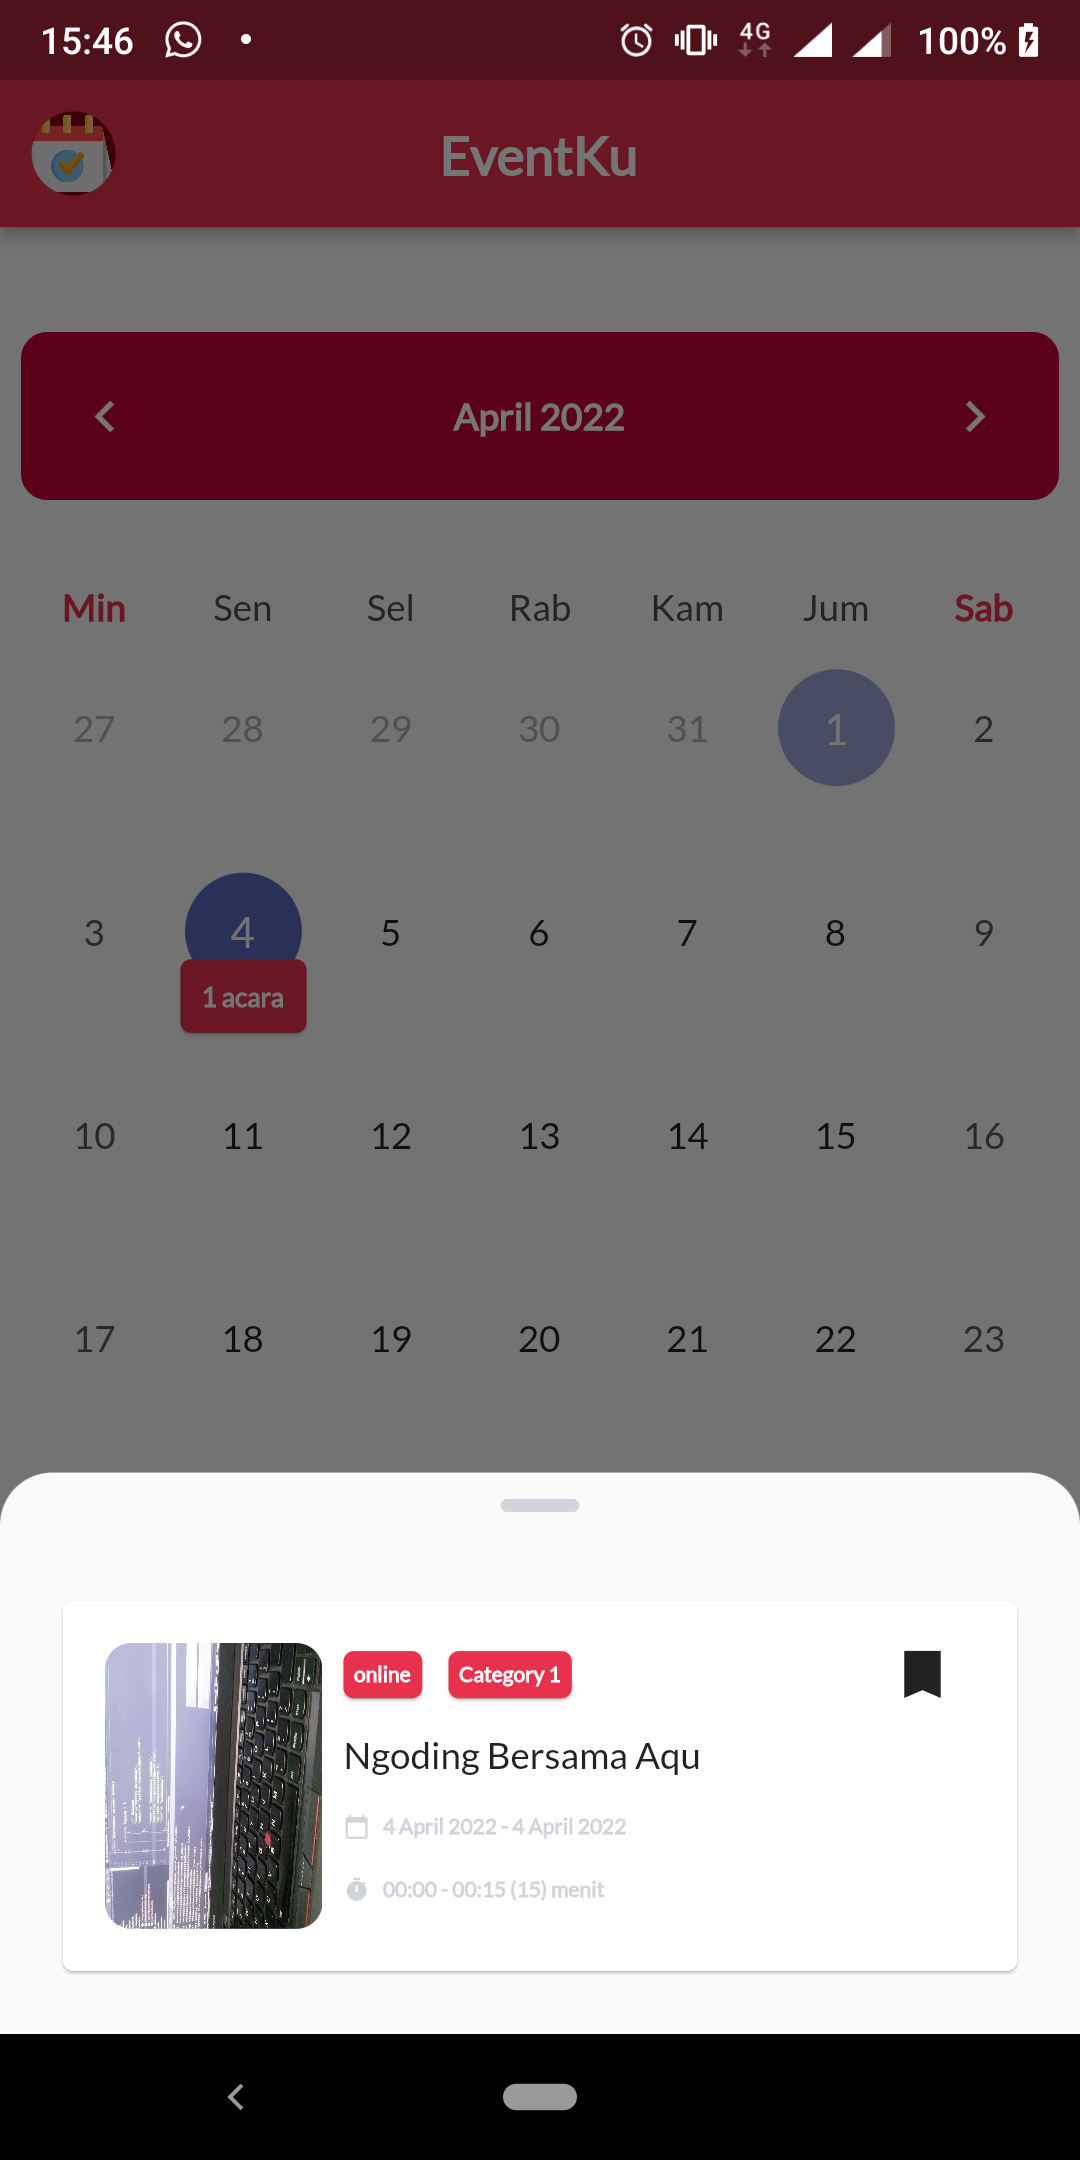 15:46 4G 100%
EventKu
April 2022
Min Sen Sel Rab Kam Jum Sab
27 28 29 30 31 1 2
3 4 5 6 7 8 9
1 acara
10 11 12 13 14 15 16
17 18 19 20 21 22 23
online Category 1
Ngoding Bersama Aqu
4 April 2022 - 4 April 2022
00:00 - 00:15 (15) menit